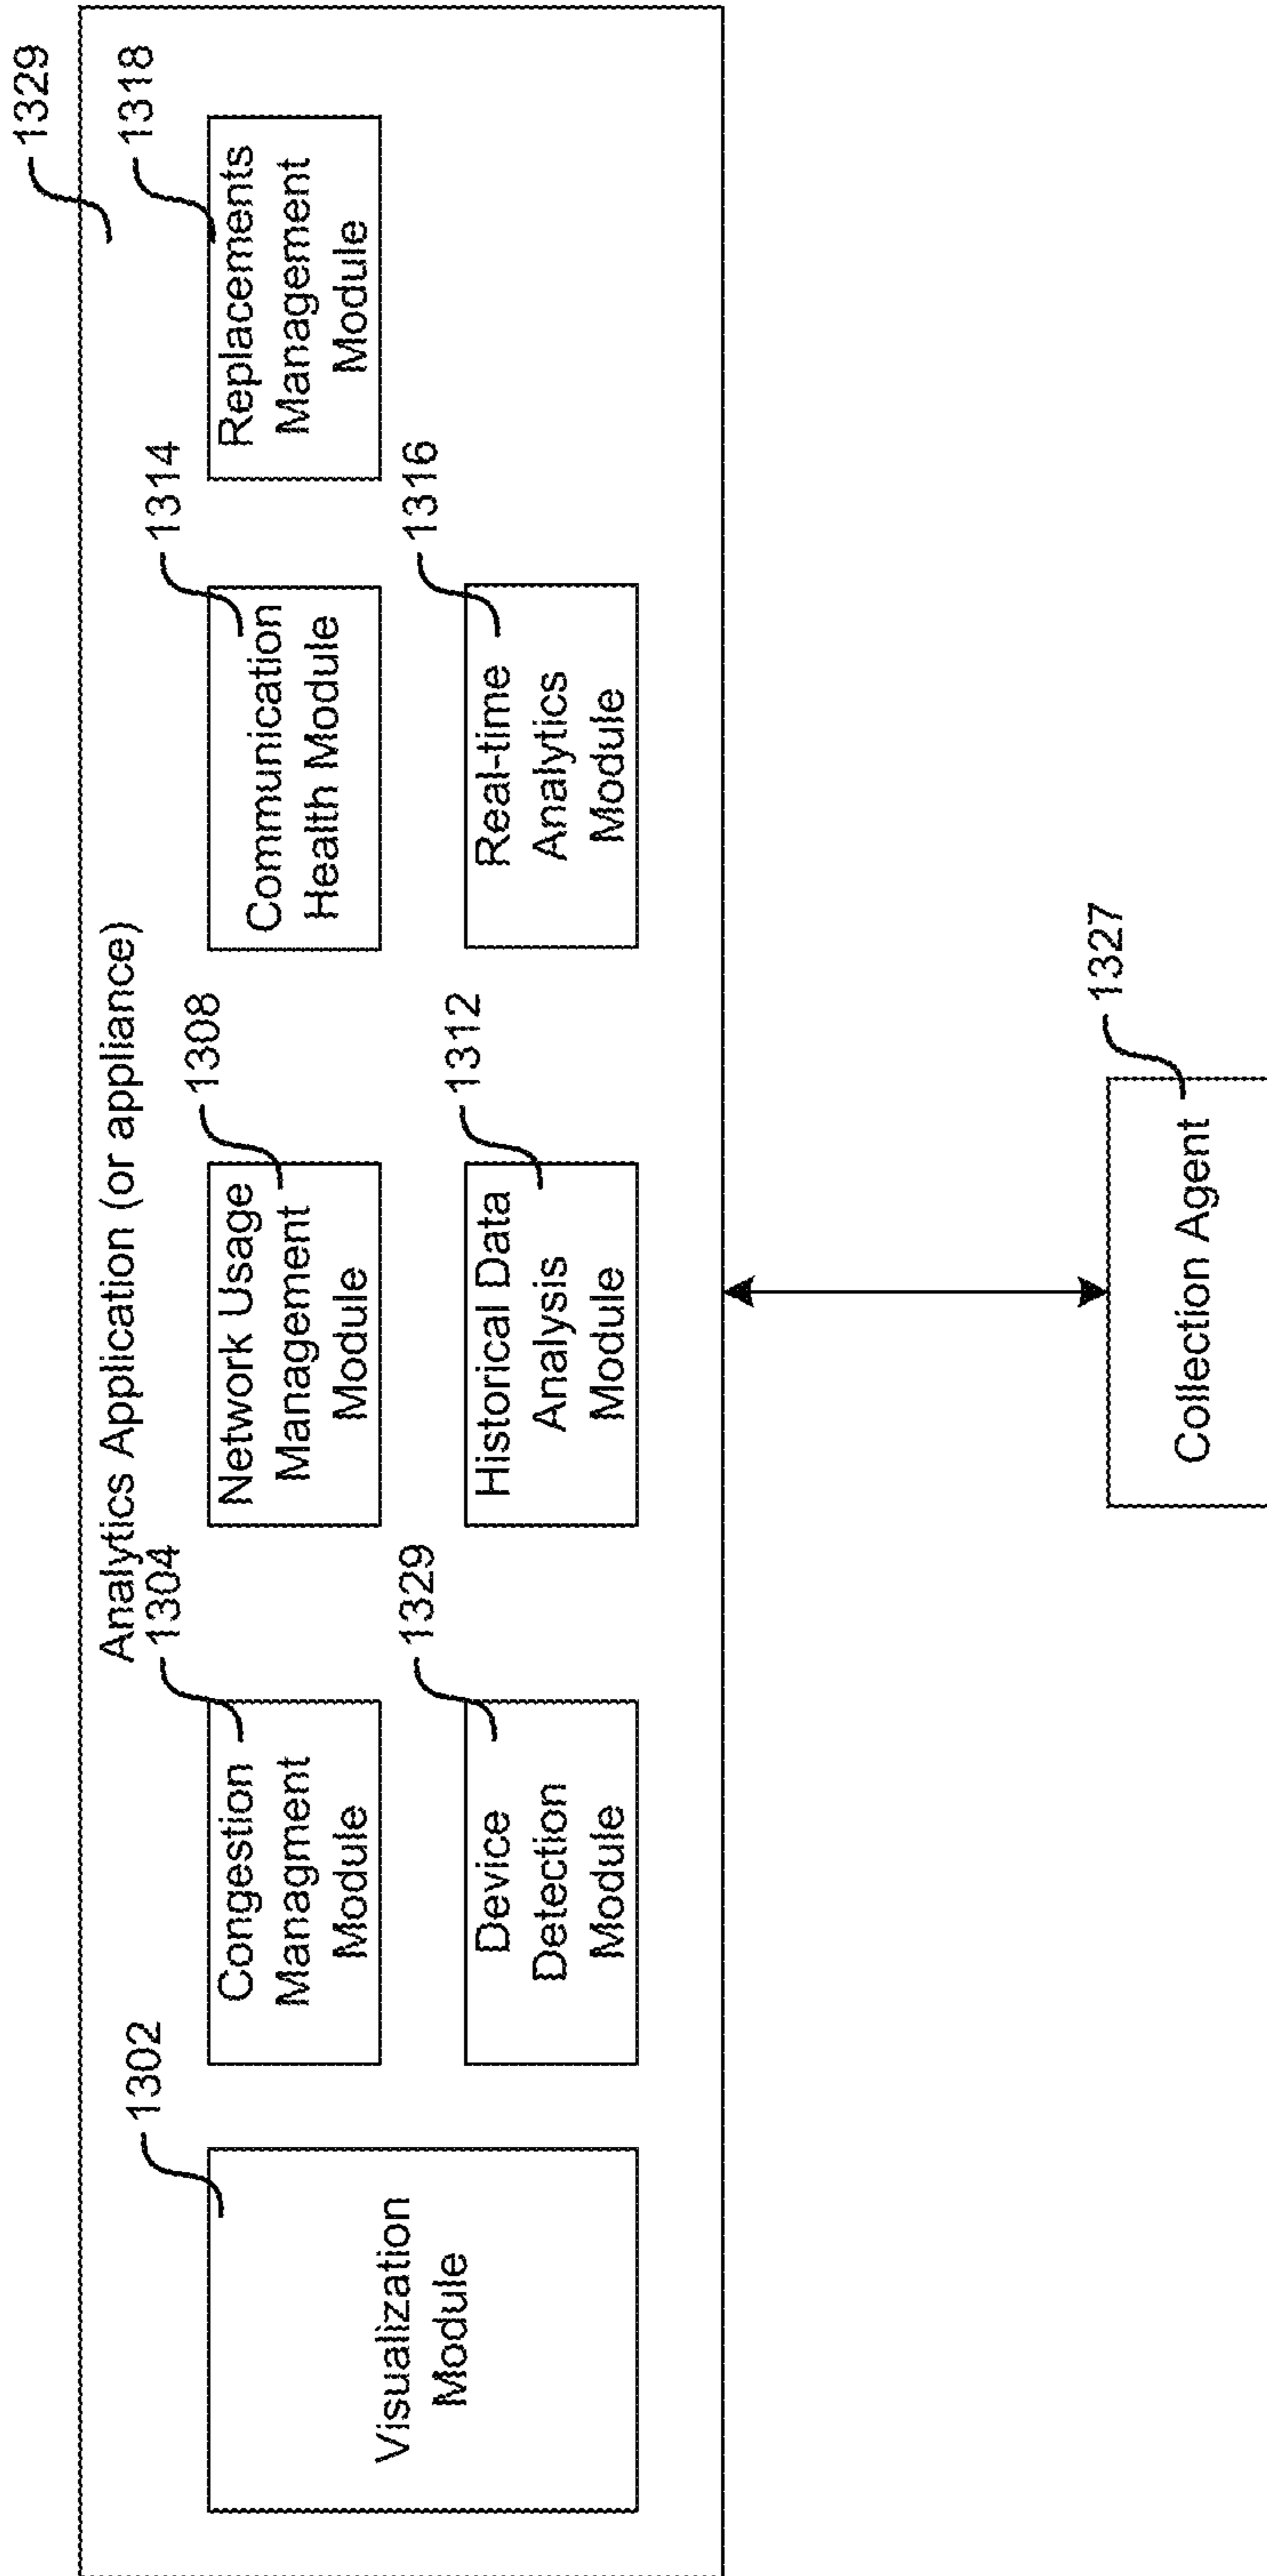 Analytics Application (or appliance)
1329
1302
Visualization
Module
1304
Congestion
Managment
Module
1308
Network Usage
Management
Module
1314
Communication
Health Module
1318
Replacements
Management
Module
1329
Device
Detection
Module
1312
Historical Data
Analysis
Module
1316
Real-time
Analytics
Module
1327
Collection Agent